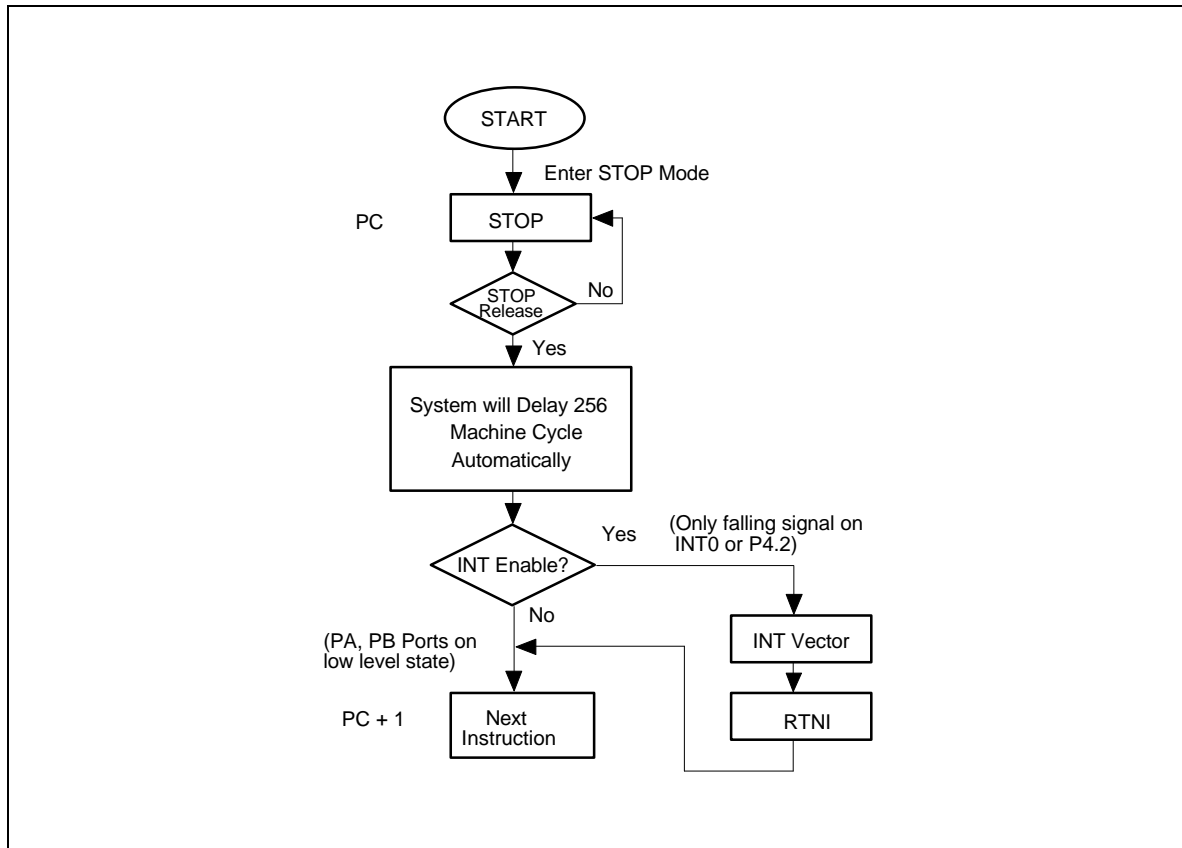 START
Enter STOP Mode
PC
STOP
STOP
Release
No
Yes
System will Delay 256
Machine Cycle
Automatically
Yes
(Only falling signal on
INT0 or P4.2)
INT Enable?
No
INT Vector
(PA, PB Ports on
low level state)
PC + 1
Next
Instruction
RTNI